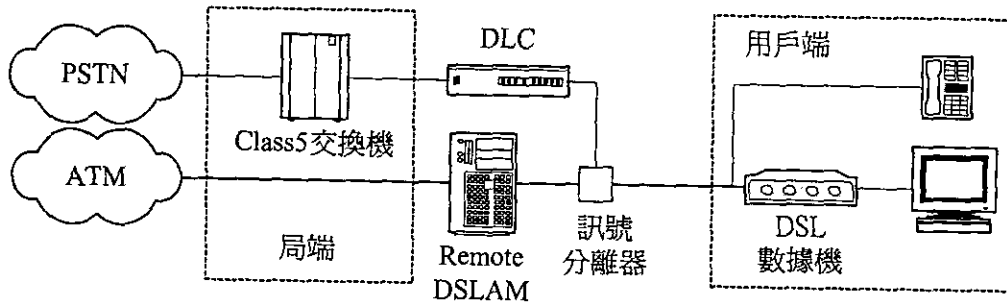 PSTN
ATM
Class5交換機
局端
DLC
Remote
DSLAM
訊號
分離器
用戶端
DSL
數據機